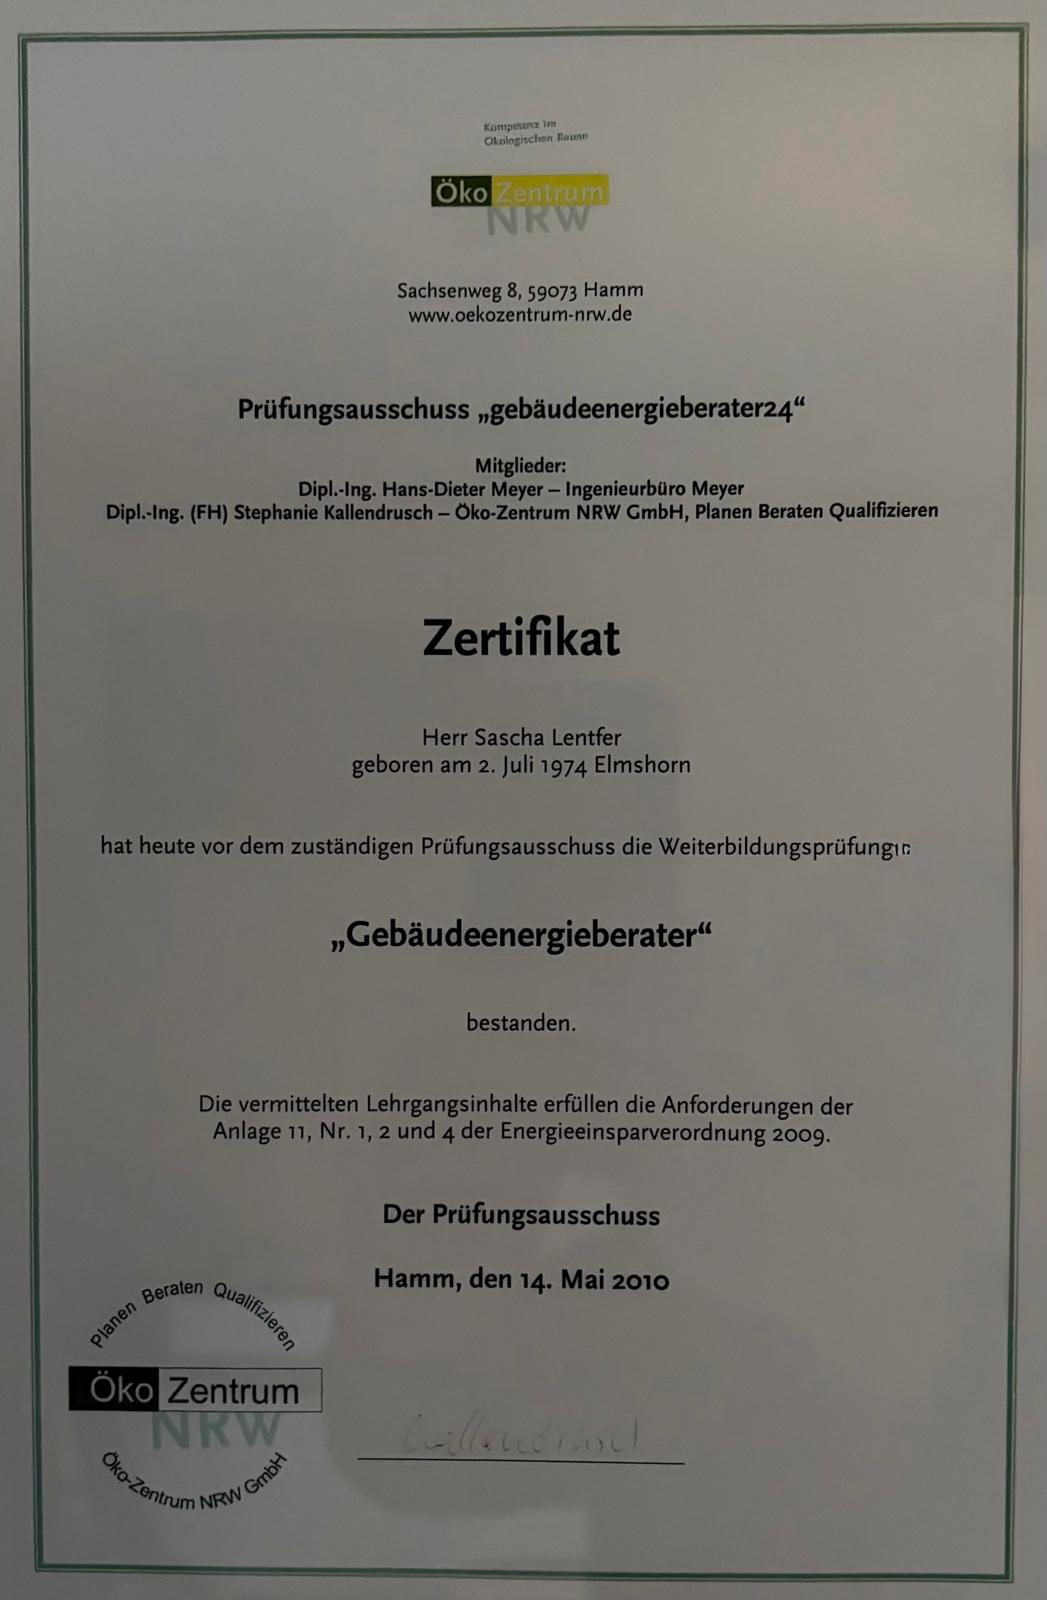 Kompetenz im
Ökologischen Bauen
Öko Zentrum
NRW
Sachsenweg 8, 59073 Hamm
www.oekozentrum-nrw.de
Prüfungsausschuss „gebäudeenergieberater24“
Mitglieder:
Dipl.-Ing. Hans-Dieter Meyer – Ingenieurbüro Meyer
Dipl.-Ing. (FH) Stephanie Kallendrusch – Öko-Zentrum NRW GmbH, Planen Beraten Qualifizieren
Zertifikat
Herr Sascha Lentfer
geboren am 2. Juli 1974 Elmshorn
hat heute vor dem zuständigen Prüfungsausschuss die Weiterbildungsprüfung
„Gebäudeenergieberater“
bestanden.
Die vermittelten Lehrgangsinhalte erfüllen die Anforderungen der
Anlage 11, Nr. 1, 2 und 4 der Energieeinsparverordnung 2009.
Der Prüfungsausschuss
Hamm, den 14. Mai 2010
Planen Beraten Qualifizieren
Öko Zentrum
NRW
Öko-Zentrum NRW GmbH